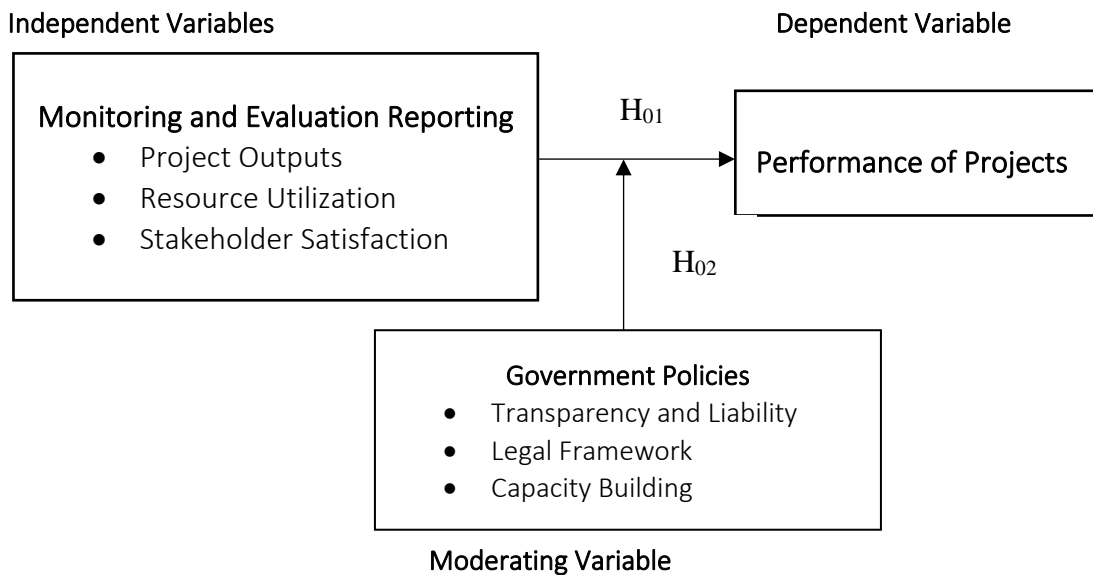 Independent Variables
Dependent Variable
Monitoring and Evaluation Reporting
• Project Outputs
• Resource Utilization
• Stakeholder Satisfaction
H01
Performance of Projects
H02
Government Policies
• Transparency and Liability
• Legal Framework
• Capacity Building
Moderating Variable